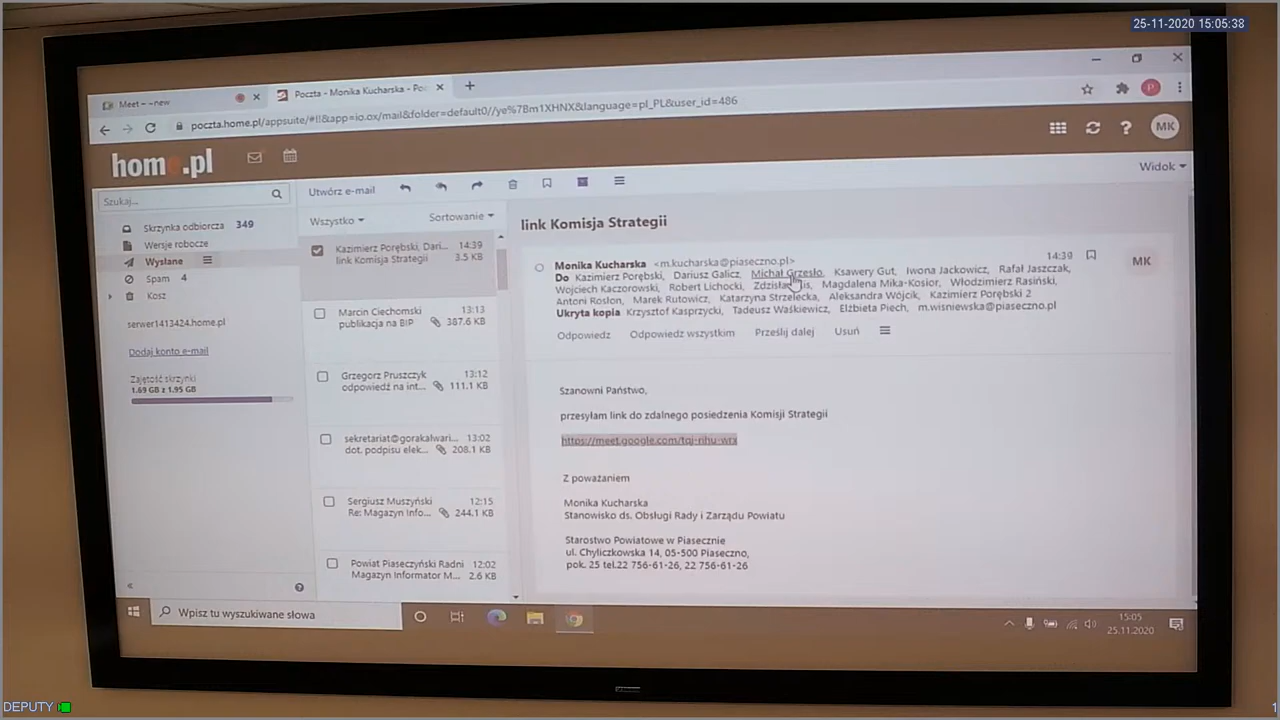 25-11-2020 15:05:38
Meet – -new
Poczta - Monika Kucharska - Po:
poczta.home.pl/appsuite/#!!&app=io.ox/mail&folder=default0//ye%7Bm1XHNX&language=pl_PL&user_id=486
home.pl
MK
Szukaj...
Utwórz e-mail
Widok
Skrzynka odbiorcza 349
Wersje robocze
Wysłane
Spam 4
Kosz
serwer1413424.home.pl
Dodaj konto e-mail
Zajętość skrzynki
1.69 GB z 1.95 GB
Wszystko
Sortowanie
Kazimierz Porębski, Dari... 14:39
link Komisja Strategii 3.5 KB
Marcin Ciechomski 13:13
publikacja na BIP 387.6 KB
Grzegorz Pruszczyk 13:12
odpowiedź na int... 111.1 KB
sekretariat@gorakalwari... 13:02
dot. podpisu elek... 208.1 KB
Sergiusz Muszyński 12:15
Re: Magazyn Info... 244.1 KB
Powiat Piaseczyński Radni 12:02
Magazyn Informator M... 2.6 KB
link Komisja Strategii
Monika Kucharska <m.kucharska@piaseczno.pl> 14:39
MK
Do Kazimierz Porębski, Dariusz Galicz, Michał Grzesło, Ksawery Gut, Iwona Jackowicz, Rafał Jaszczak,
Wojciech Kaczorowski, Robert Lichocki, Magdalena Mika-Kosior, Włodzimierz Rasiński,
Antoni Rosłon, Marek Rutowicz, Katarzyna Strzelecka, Aleksandra Wójcik, Kazimierz Porębski 2
Ukryta kopia Krzysztof Kasprzycki, Tadeusz Waśkiewicz, Elżbieta Piech, m.wisniewska@piaseczno.pl
Odpowiedz Odpowiedz wszystkim Prześlij dalej Usuń
Szanowni Państwo,
przesyłam link do zdalnego posiedzenia Komisji Strategii
https://meet.google.com/tqj-rihu-wrx
Z poważaniem
Monika Kucharska
Stanowisko ds. Obsługi Rady i Zarządu Powiatu
Starostwo Powiatowe w Piasecznie
ul. Chyliczkowska 14, 05-500 Piaseczno,
pok. 25 tel.22 756-61-26, 22 756-61-26
Wpisz tu wyszukiwane słowa
15:05
25.11.2020
DEPUTY